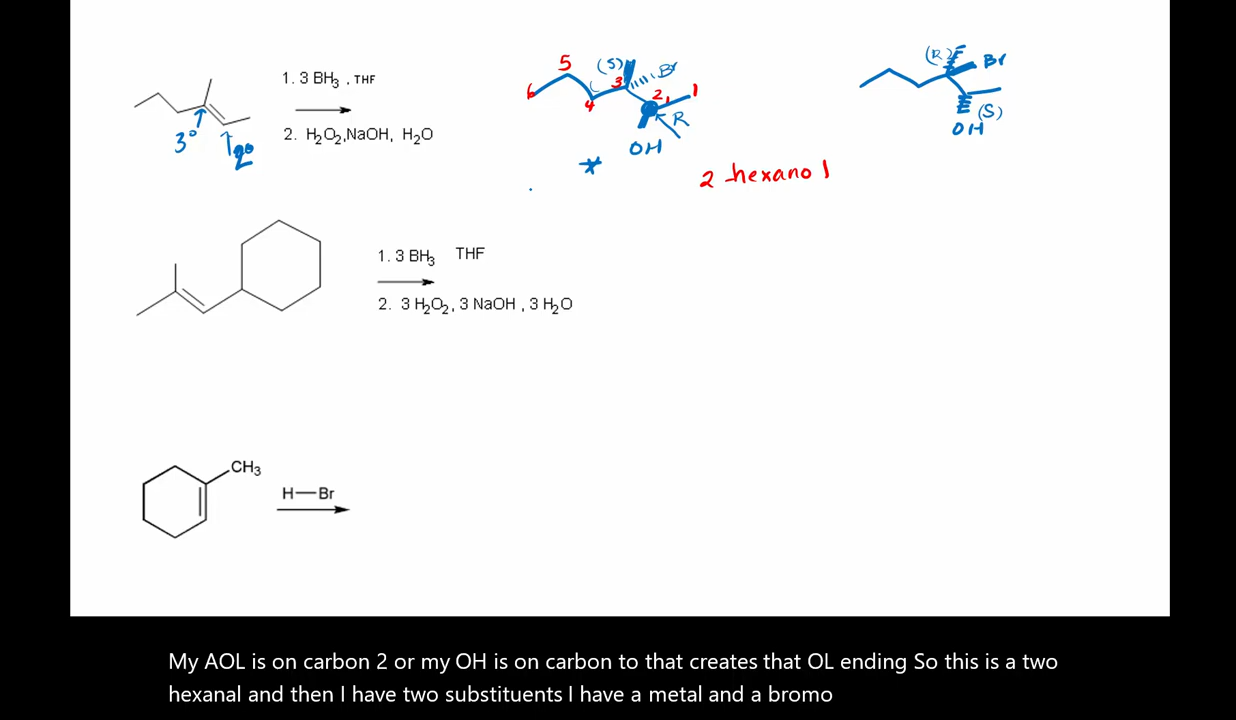 1. 3 BH3 . THF
2. H2O2,NaOH, H2O
3°
2°
6
5
4
3
2,
1
(S)
Br
R
OH
*
2 hexanol
(R)
Br
(S)
OH
1. 3 BH3 THF
2. 3 H2O2, 3 NaOH , 3 H2O
CH3
H—Br
My AOL is on carbon 2 or my OH is on carbon to that creates that OL ending So this is a two
hexanal and then I have two substituents I have a metal and a bromo